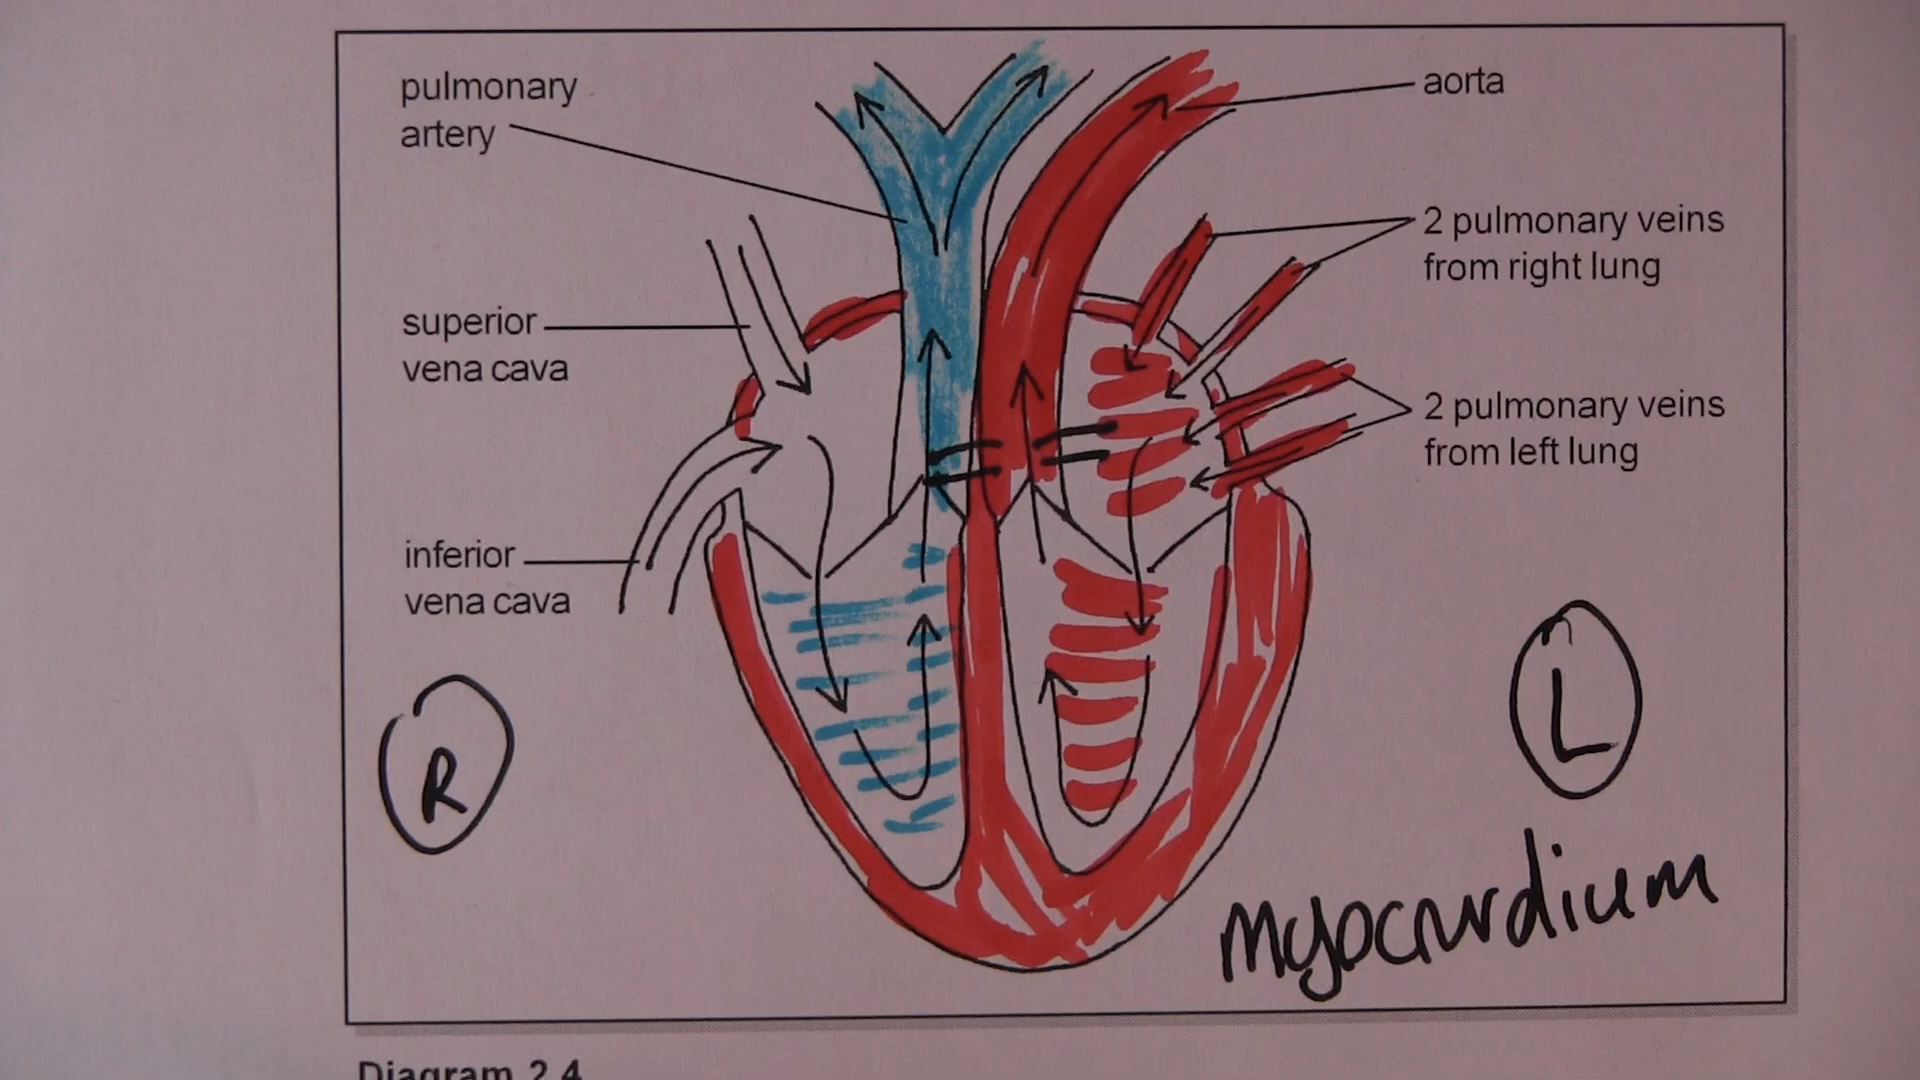 pulmonary
artery
superior
vena cava
inferior
vena cava
aorta
2 pulmonary veins
from right lung
2 pulmonary veins
from left lung
R
L
myocardium
Diagram 2.4